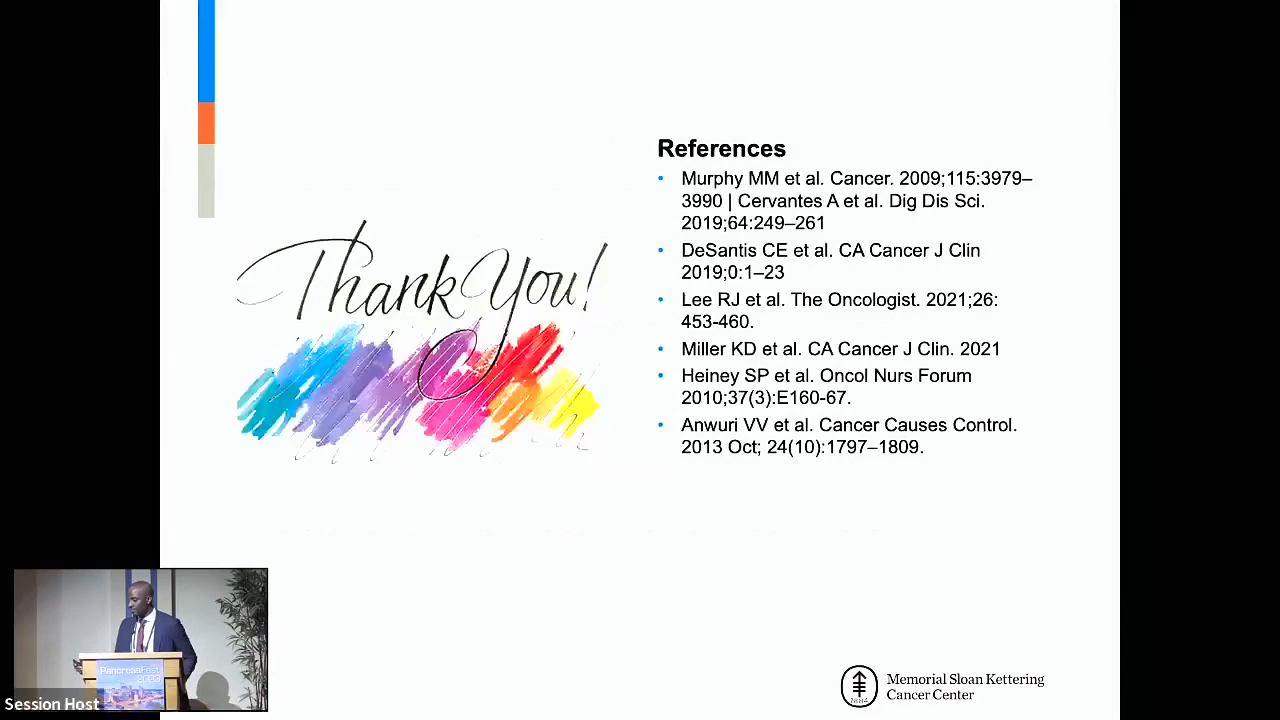 Thank You!
References
Murphy MM et al. Cancer. 2009;115:3979–
3990 | Cervantes A et al. Dig Dis Sci.
2019;64:249–261
DeSantis CE et al. CA Cancer J Clin
2019;0:1–23
Lee RJ et al. The Oncologist. 2021;26:
453-460.
Miller KD et al. CA Cancer J Clin. 2021
Heiney SP et al. Oncol Nurs Forum
2010;37(3):E160-67.
Anwuri VV et al. Cancer Causes Control.
2013 Oct; 24(10):1797–1809.
PancreasFest
2023
Session Host
1884
Memorial Sloan Kettering
Cancer Center